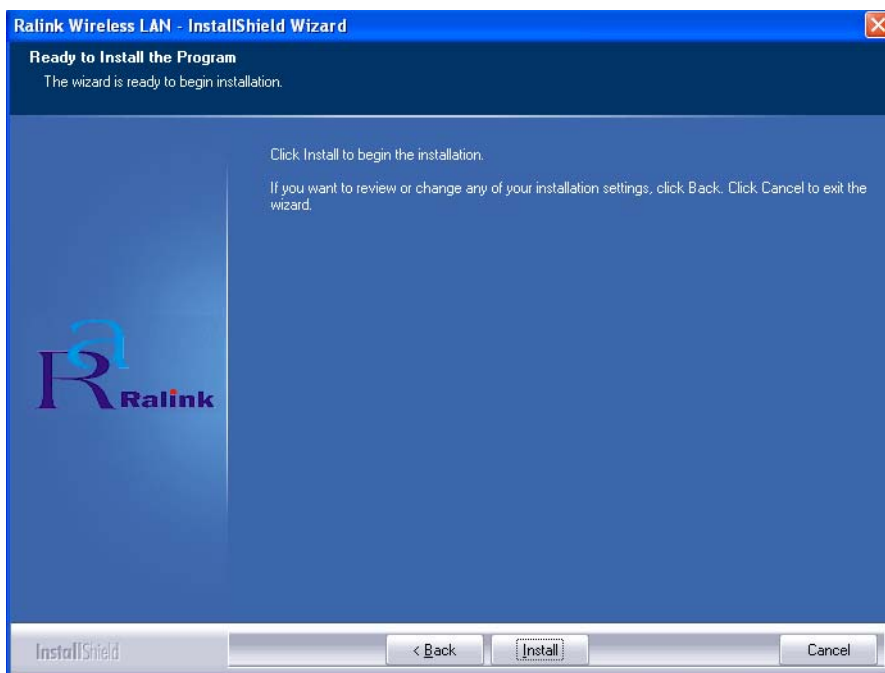 Ralink Wireless LAN - InstallShield Wizard
Ready to Install the Program
The wizard is ready to begin installation.
Click Install to begin the installation.
If you want to review or change any of your installation settings, click Back. Click Cancel to exit the
wizard.
Ra
Ralink
InstallShield
< Back
Install
Cancel